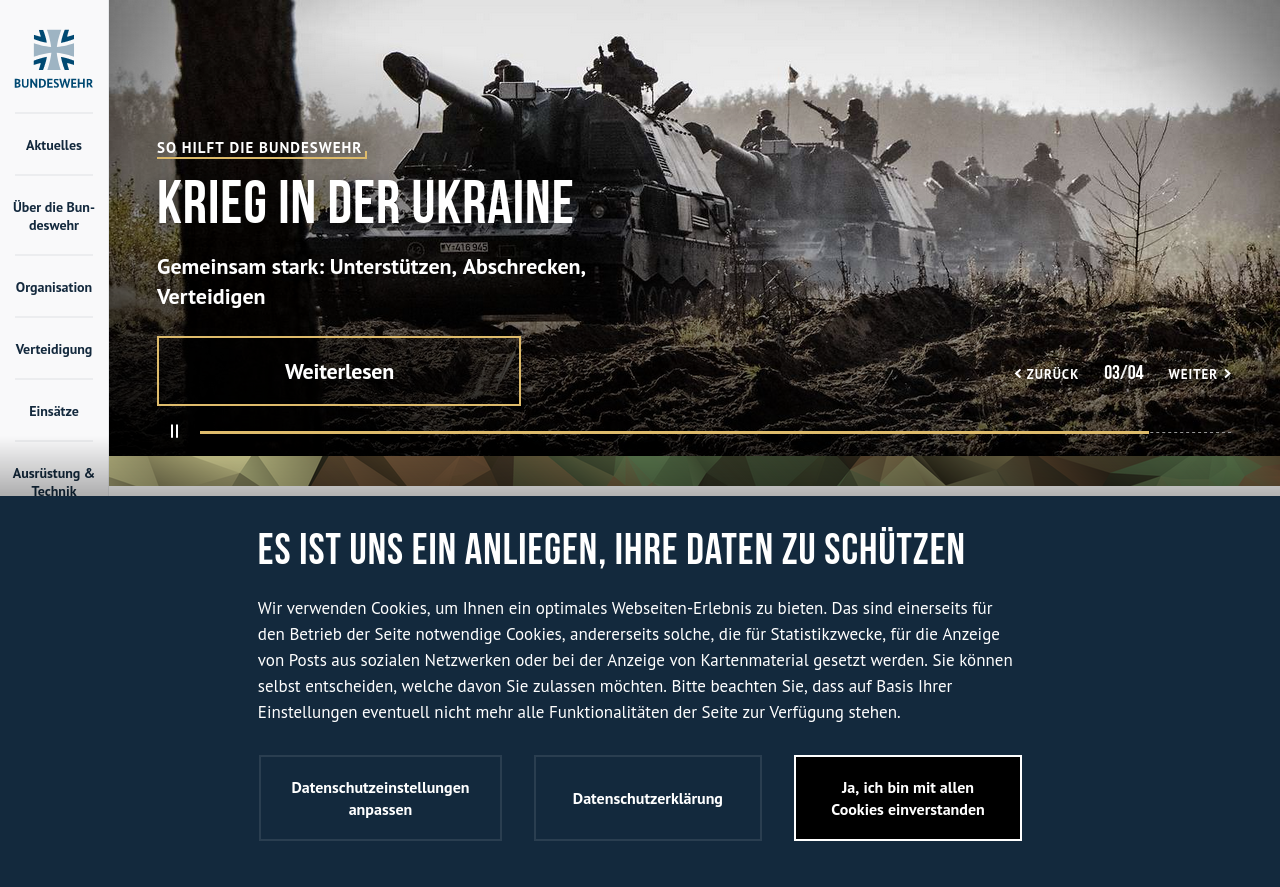 BUNDESWEHR
Aktuelles
Über die Bun-
deswehr
Organisation
Verteidigung
Einsätze
Ausrüstung &
Technik
SO HILFT DIE BUNDESWEHR
KRIEG IN DER UKRAINE
Gemeinsam stark: Unterstützen, Abschrecken,
Verteidigen
Weiterlesen
ZURÜCK 03/04 WEITER
Y-416 945
ES IST UNS EIN ANLIEGEN, IHRE DATEN ZU SCHÜTZEN
Wir verwenden Cookies, um Ihnen ein optimales Webseiten-Erlebnis zu bieten. Das sind einerseits für
den Betrieb der Seite notwendige Cookies, andererseits solche, die für Statistikzwecke, für die Anzeige
von Posts aus sozialen Netzwerken oder bei der Anzeige von Kartenmaterial gesetzt werden. Sie können
selbst entscheiden, welche davon Sie zulassen möchten. Bitte beachten Sie, dass auf Basis Ihrer
Einstellungen eventuell nicht mehr alle Funktionalitäten der Seite zur Verfügung stehen.
Datenschutzeinstellungen
anpassen
Datenschutzerklärung
Ja, ich bin mit allen
Cookies einverstanden